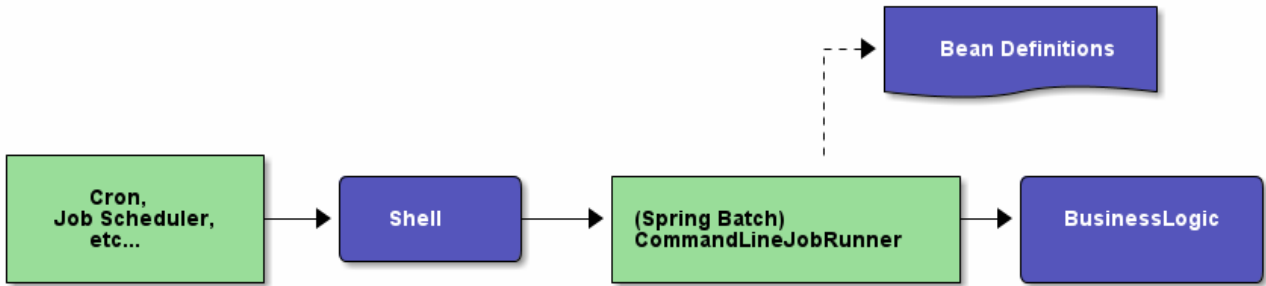 Bean Definitions
Cron,
Job Scheduler,
etc...
Shell
(Spring Batch)
CommandLineJobRunner
BusinessLogic